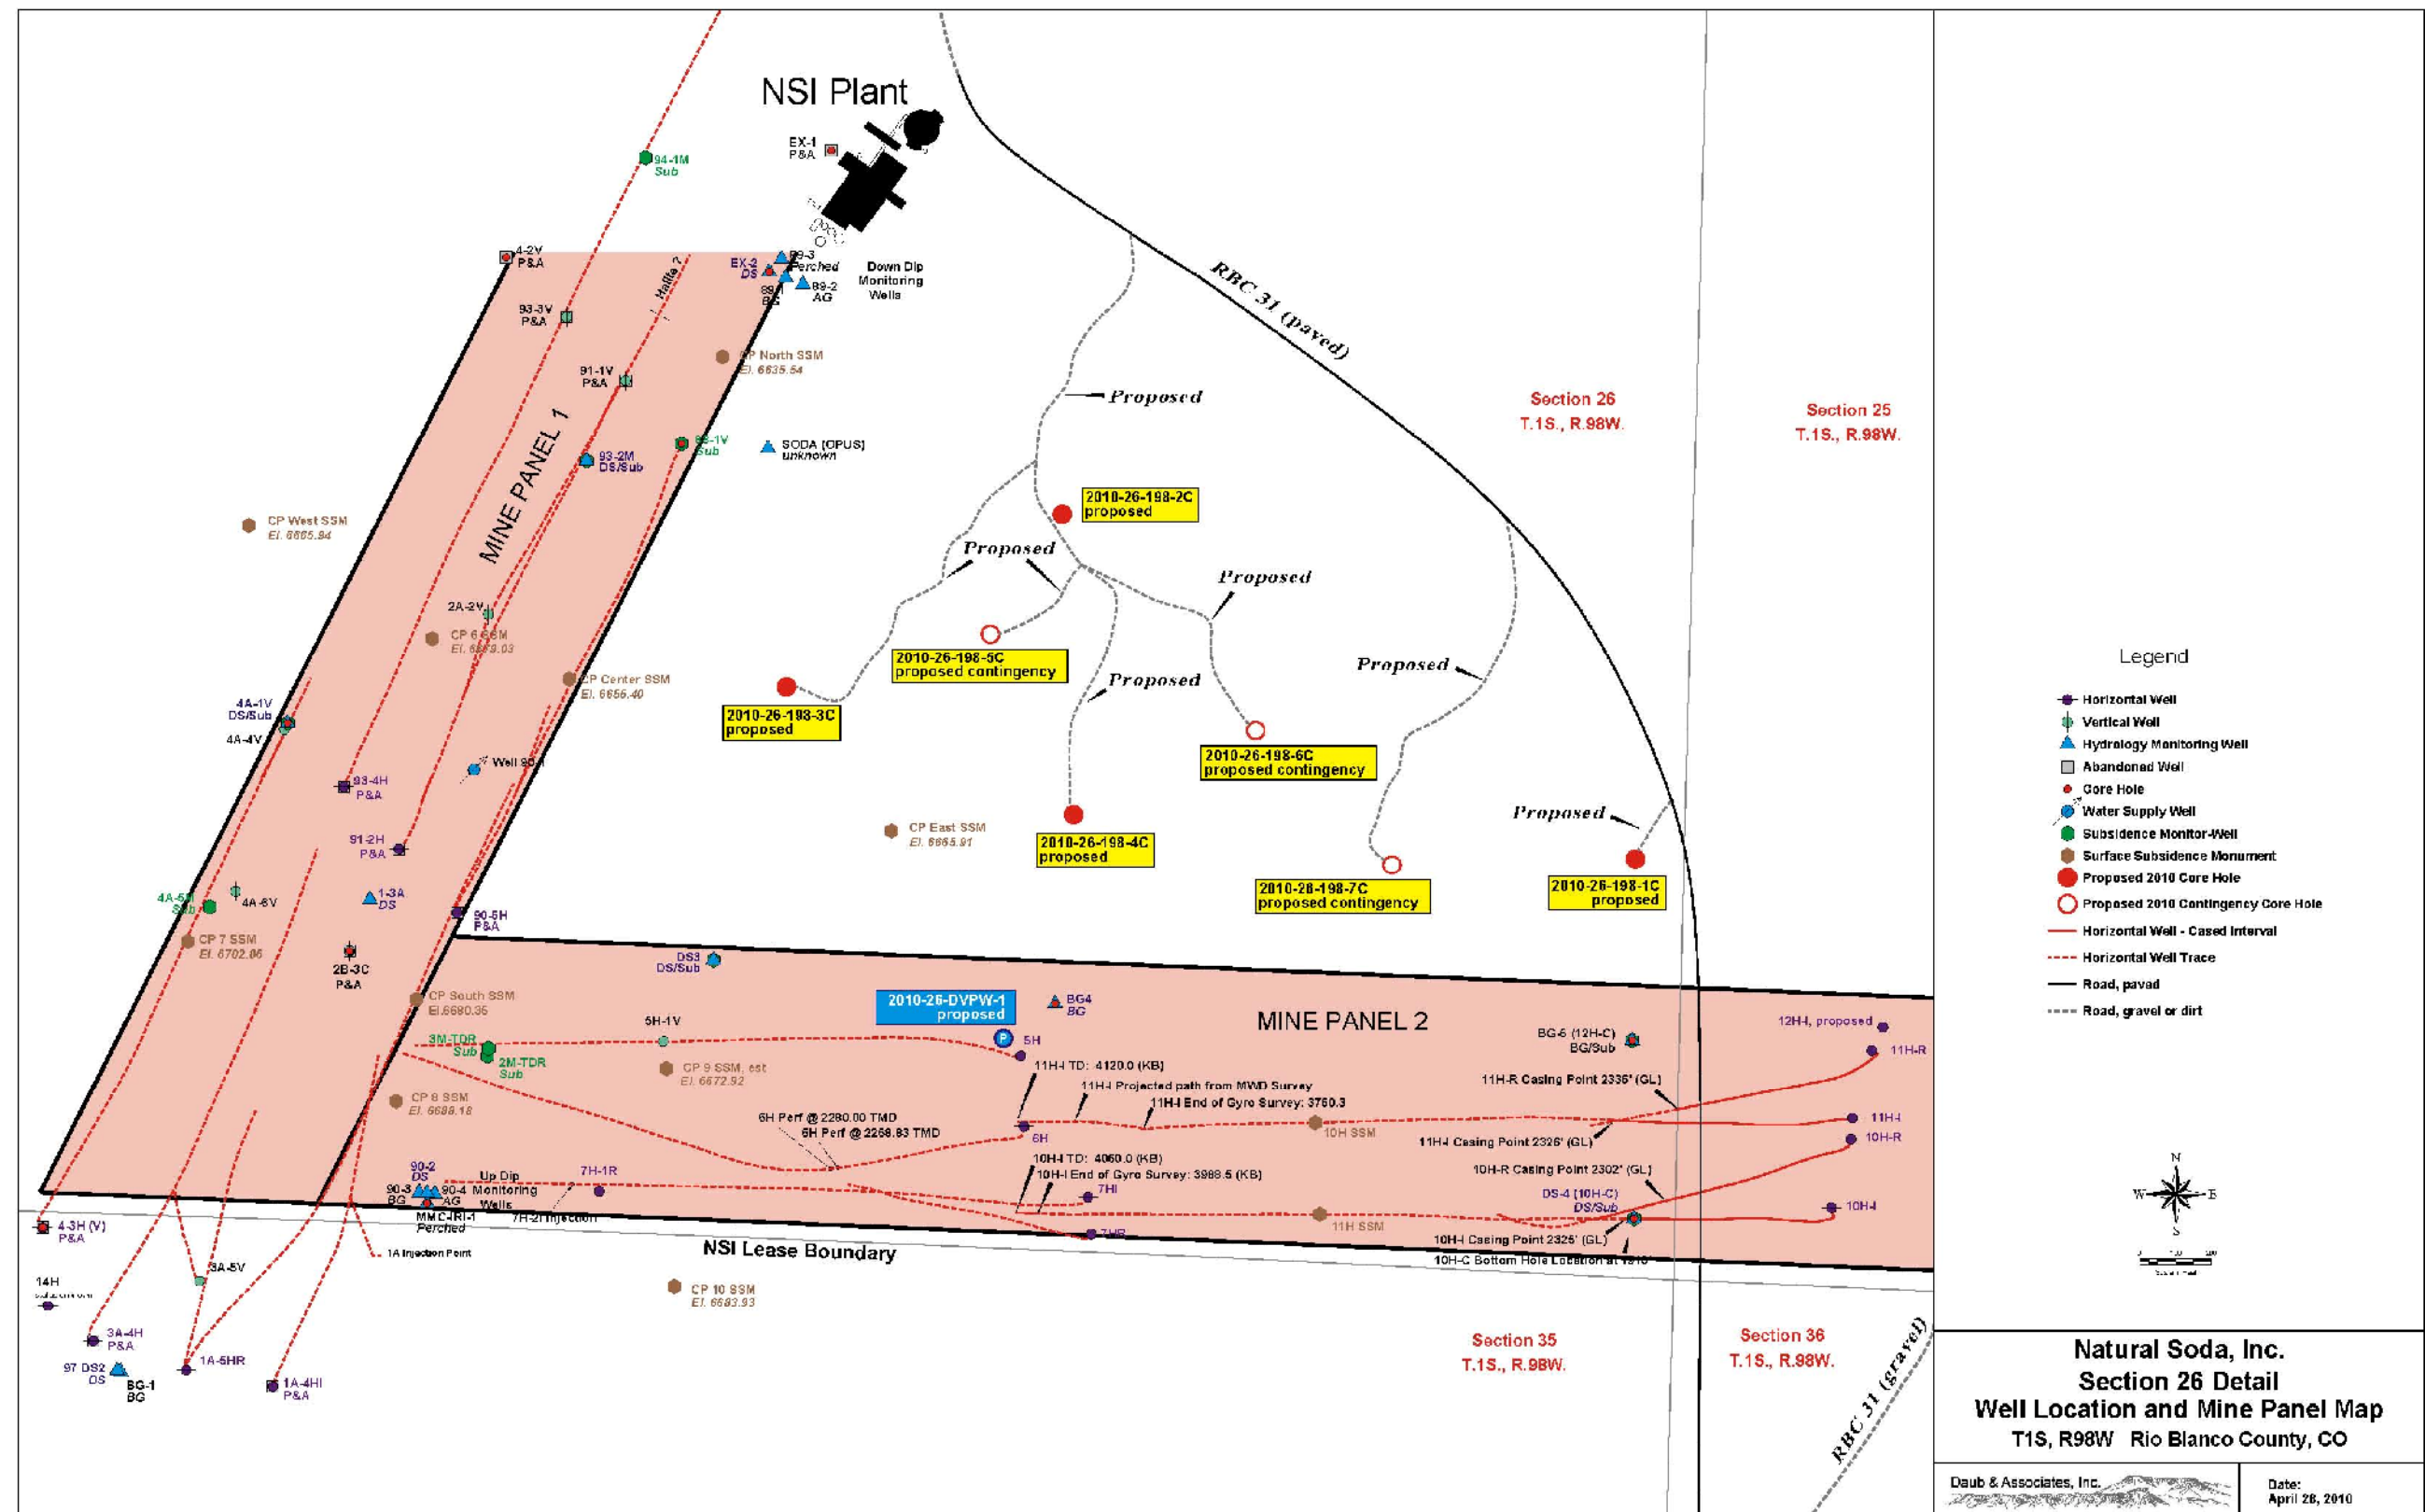 NSI Plant
EX-1
P&A
94-1M
Sub
4-2V
P&A
EX-2
DS
Perched
89-2
AG
Down Dip
Monitoring
Wells
Halite ?
93-3V
P&A
91-1V
P&A
CP North SSM
El. 6635.54
MINE PANEL 1
93-2M
DS/Sub
Sub
SODA (OPUS)
unknown
CP West SSM
El. 6665.94
2A-2V
CP 6 SSM
CP Center SSM
El. 6656.40
4A-1V
DS/Sub
4A-4V
93-4H
P&A
91-2H
P&A
1-3A
DS
4A-6V
Sub
CP 7 SSM
El. 6702.06
2B-3C
P&A
90-5H
P&A
CP South SSM
El.6680.35
RBC 31 (paved)
Proposed
2010-26-198-2C
proposed
Proposed
Proposed
2010-26-198-5C
proposed contingency
2010-26-198-3C
proposed
Proposed
2010-26-198-6C
proposed contingency
Proposed
CP East SSM
El. 6665.91
2010-26-198-4C
proposed
2010-26-198-7C
proposed contingency
Proposed
2010-26-198-1C
proposed
Section 26
T.1S., R.98W.
Section 25
T.1S., R.98W.
DS3
DS/Sub
2010-26-DVPW-1
proposed
P
BG4
BG
MINE PANEL 2
5H
5H-1V
3M-TDR
Sub
2M-TDR
Sub
CP 9 SSM, est
El. 6672.92
CP 8 SSM
El. 6688.18
11H-I TD: 4120.0 (KB)
11H-I Projected path from MWD Survey
11H-I End of Gyro Survey: 3760.3
6H Perf @ 2280.00 TMD
6H Perf @ 2268.83 TMD
6H
10H SSM
BG-5 (12H-C)
BG/Sub
12H-I, proposed
11H-R
11H-R Casing Point 2336' (GL)
11H-I
11H-I Casing Point 2326' (GL)
10H-R
10H-I TD: 4060.0 (KB)
10H-I End of Gyro Survey: 3988.5 (KB)
10H-R Casing Point 2302' (GL)
DS-4 (10H-C)
DS/Sub
10H-I
90-2
DS
90-3
BG
90-4
AG
Up Dip
Monitoring
Wells
MMC-IRI-1
Perched
7H-1R
7H-2I Injection
7HI
11H SSM
10H-I Casing Point 2325' (GL)
10H-C Bottom Hole Location at 1910'
NSI Lease Boundary
1A Injection Point
4-3H (V)
P&A
3A-5V
14H
3A-4H
P&A
97 DS2
DS
BG-1
BG
1A-5HR
1A-4HI
P&A
CP 10 SSM
El. 6683.93
Section 35
T.1S., R.98W.
Section 36
T.1S., R.98W.
RBC 31 (gravel)
Legend
Horizontal Well
Vertical Well
Hydrology Monitoring Well
Abandoned Well
Core Hole
Water Supply Well
Subsidence Monitor-Well
Surface Subsidence Monument
Proposed 2010 Core Hole
Proposed 2010 Contingency Core Hole
Horizontal Well - Cased Interval
Horizontal Well Trace
Road, paved
Road, gravel or dirt
N
W
E
S
Natural Soda, Inc.
Section 26 Detail
Well Location and Mine Panel Map
T1S, R98W Rio Blanco County, CO
Daub & Associates, Inc.
Date:
April 28, 2010